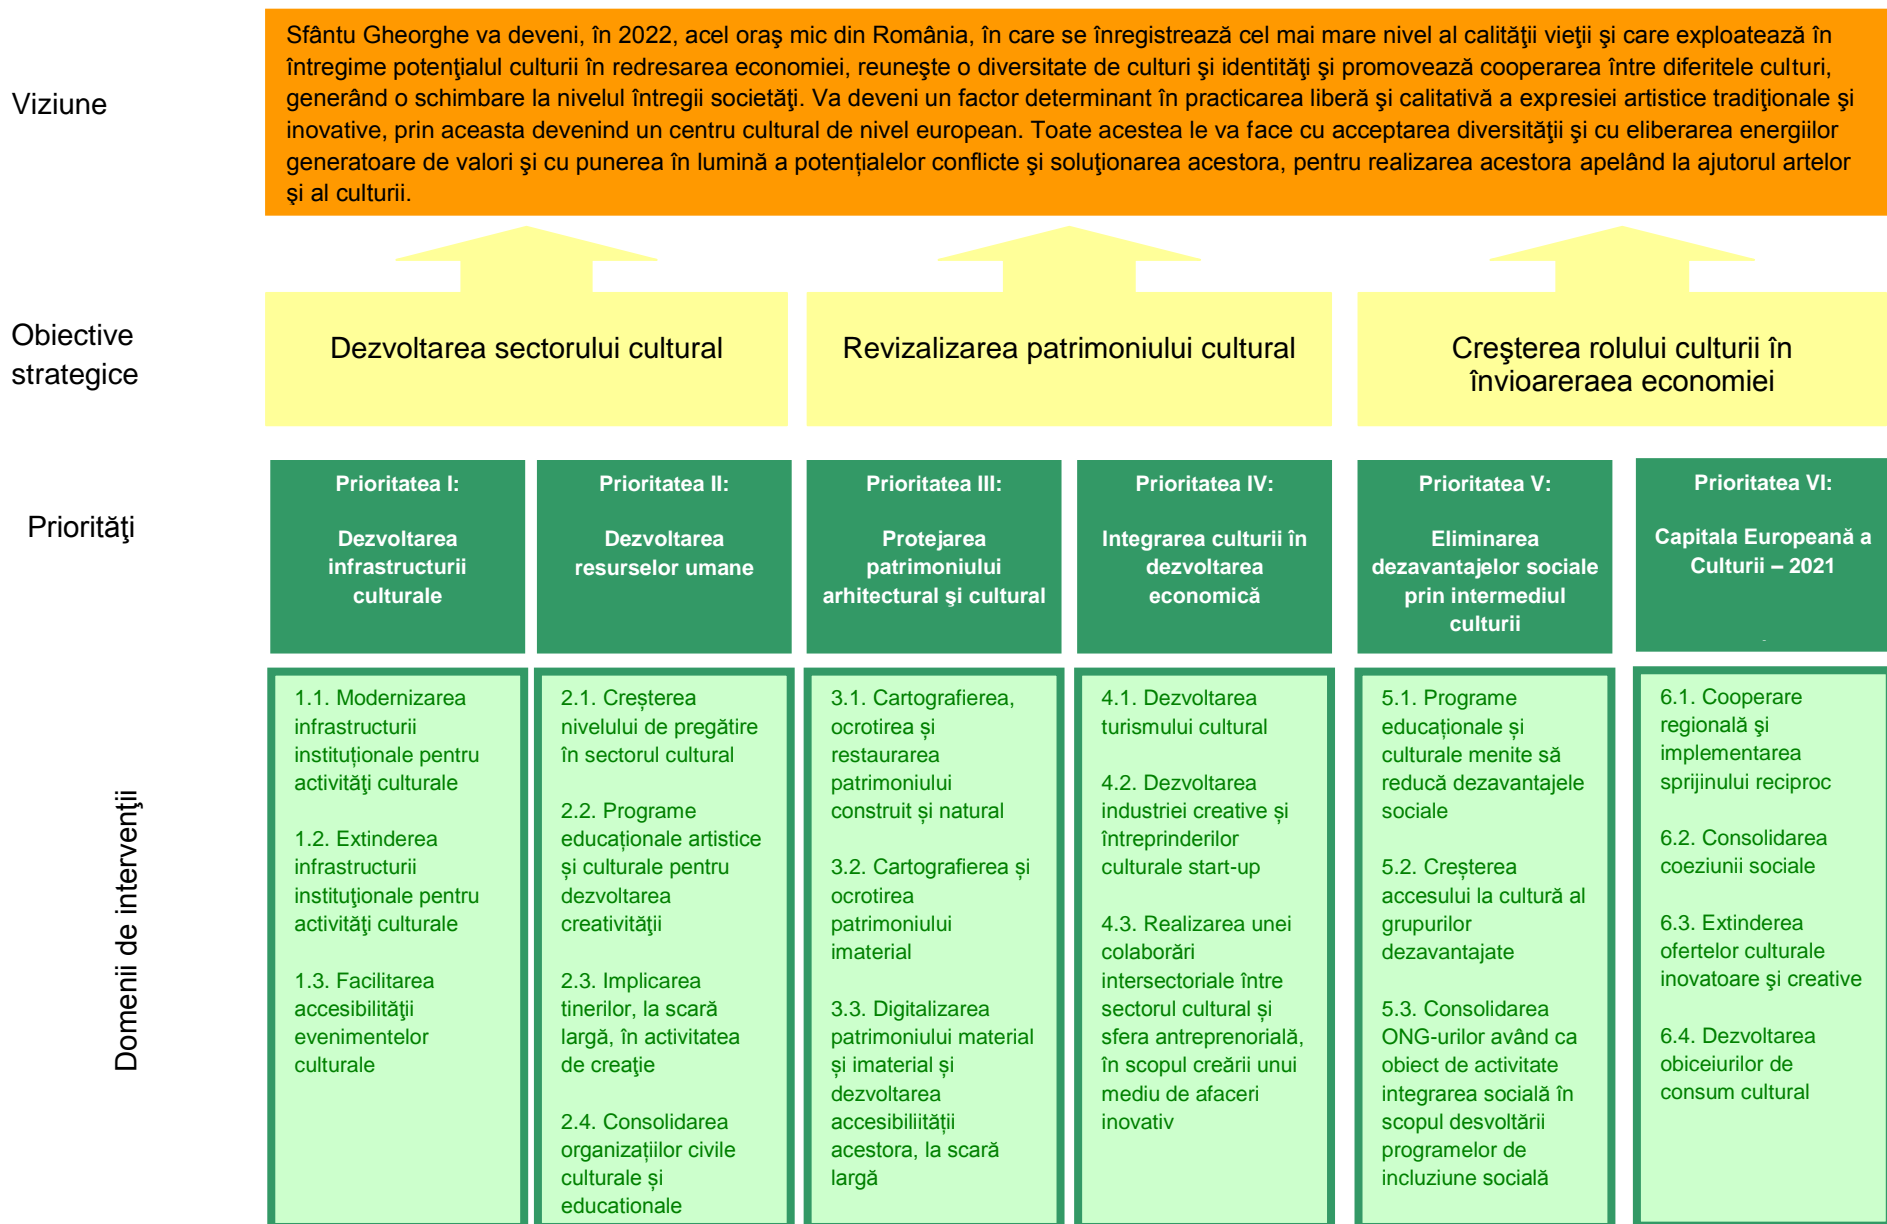 Viziune
Sfântu Gheorghe va deveni, în 2022, acel oraş mic din România, în care se înregistrează cel mai mare nivel al calităţii vieţii şi care exploatează în
întregime potenţialul culturii în redresarea economiei, reuneşte o diversitate de culturi şi identităţi şi promovează cooperarea între diferitele culturi,
generând o schimbare la nivelul întregii societăţi. Va deveni un factor determinant în practicarea liberă şi calitativă a expresiei artistice tradiţionale şi
inovative, prin aceasta devenind un centru cultural de nivel european. Toate acestea le va face cu acceptarea diversităţii şi cu eliberarea energiilor
generatoare de valori şi cu punerea în lumină a potențialelor conflicte şi soluţionarea acestora, pentru realizarea acestora apelând la ajutorul artelor
şi al culturii.
Obiective
strategice
Dezvoltarea sectorului cultural
Revizalizarea patrimoniului cultural
Creşterea rolului culturii în
învioareraea economiei
Priorităţi
Prioritatea I:
Dezvoltarea
infrastructurii
culturale
Prioritatea II:
Dezvoltarea
resurselor umane
Prioritatea III:
Protejarea
patrimoniului
arhitectural şi cultural
Prioritatea IV:
Integrarea culturii în
dezvoltarea
economică
Prioritatea V:
Eliminarea
dezavantajelor sociale
prin intermediul
culturii
Prioritatea VI:
Capitala Europeană a
Culturii – 2021
Domenii de intervenţii
1.1. Modernizarea
infrastructurii
instituționale pentru
activităţi culturale
1.2. Extinderea
infrastructurii
instituţionale pentru
activităţi culturale
1.3. Facilitarea
accesibilităţii
evenimentelor
culturale
2.1. Creșterea
nivelului de pregătire
în sectorul cultural
2.2. Programe
educaționale artistice
și culturale pentru
dezvoltarea
creativităţii
2.3. Implicarea
tinerilor, la scară
largă, în activitatea
de creaţie
2.4. Consolidarea
organizațiilor civile
culturale și
educationale
3.1. Cartografierea,
ocrotirea și
restaurarea
patrimoniului
construit și natural
3.2. Cartografierea și
ocrotirea
patrimoniului
imaterial
3.3. Digitalizarea
patrimoniului material
și imaterial și
dezvoltarea
accesibiliității
acestora, la scară
largă
4.1. Dezvoltarea
turismului cultural
4.2. Dezvoltarea
industriei creative și
întreprinderilor
culturale start-up
4.3. Realizarea unei
colaborări
intersectoriale între
sectorul cultural și
sfera antreprenorială,
în scopul creării unui
mediu de afaceri
inovativ
5.1. Programe
educaționale și
culturale menite să
reducă dezavantajele
sociale
5.2. Creșterea
accesului la cultură al
grupurilor
dezavantajate
5.3. Consolidarea
ONG-urilor având ca
obiect de activitate
integrarea socială în
scopul desvoltării
programelor de
incluziune socială
6.1. Cooperare
regională şi
implementarea
sprijinului reciproc
6.2. Consolidarea
coeziunii sociale
6.3. Extinderea
ofertelor culturale
inovatoare şi creative
6.4. Dezvoltarea
obiceiurilor de
consum cultural